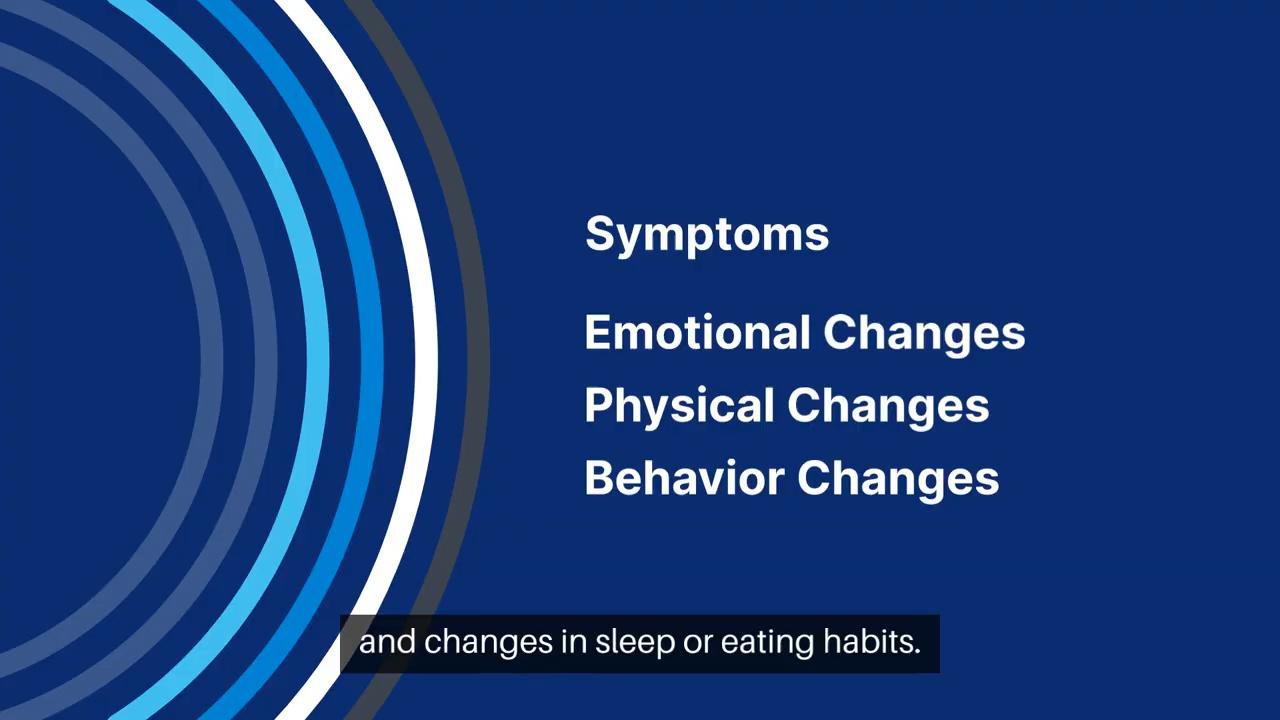 Symptoms
Emotional Changes
Physical Changes
Behavior Changes
and changes in sleep or eating habits.